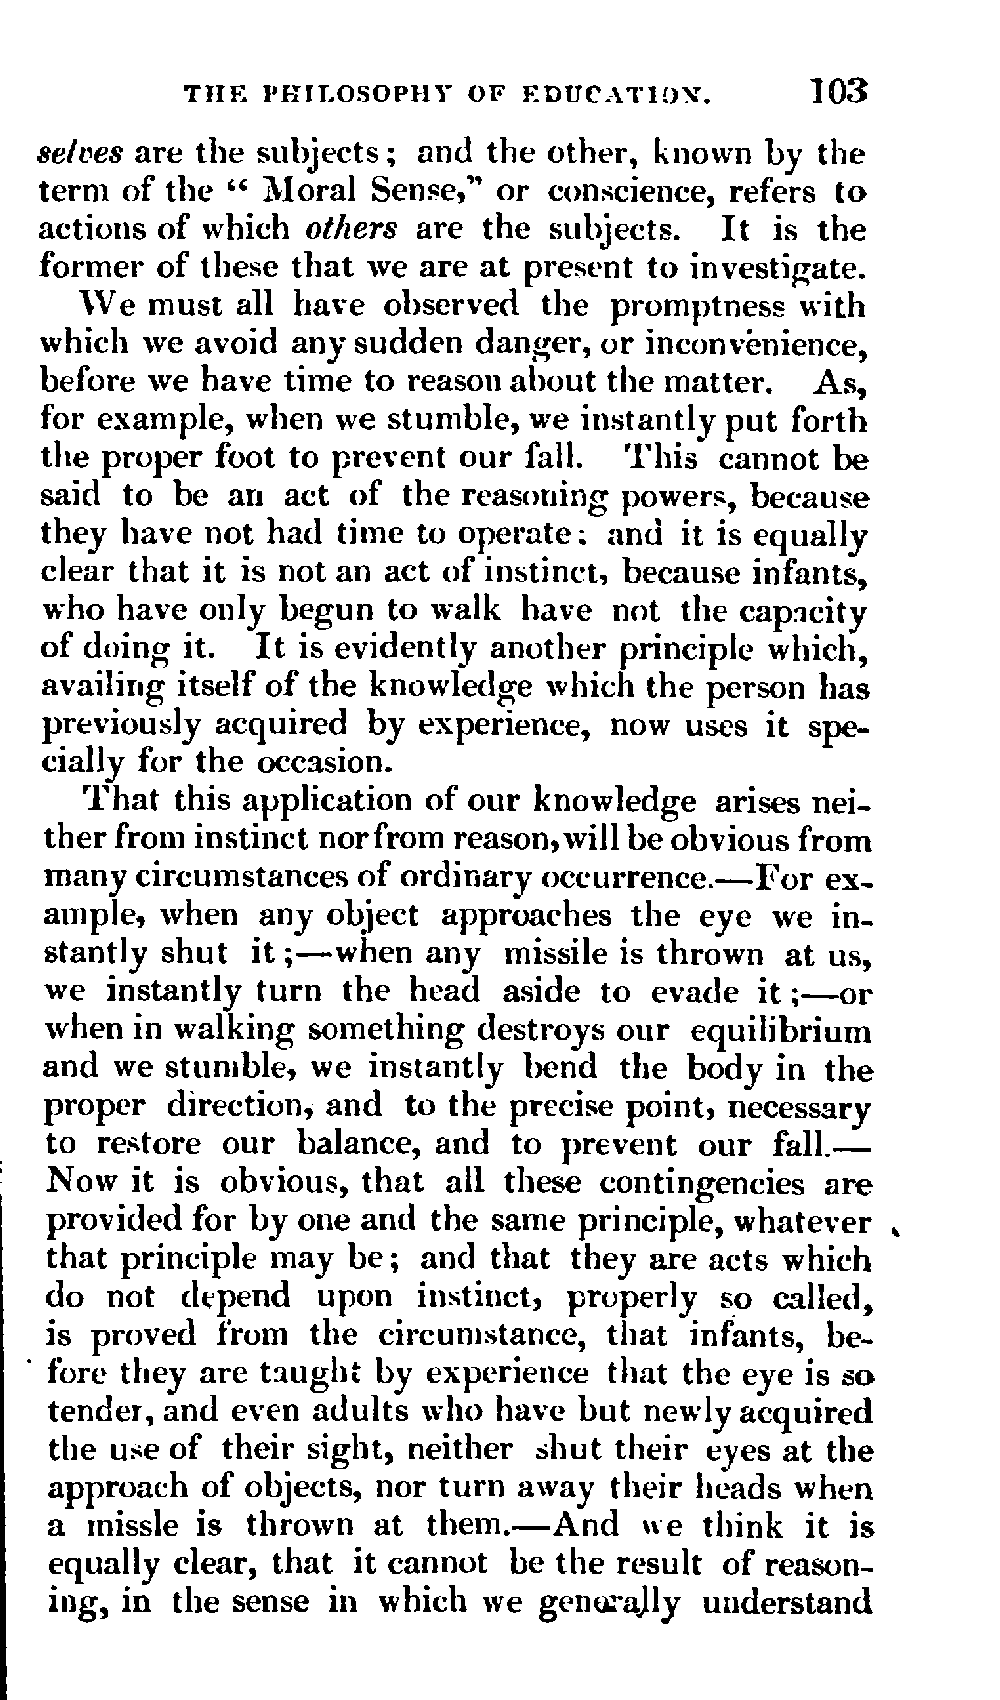 THE PHILOSOPHY OF EDUCATION. 103
selves are the subjects; and the other, known by the
term of the “ Moral Sense,” or conscience, refers to
actions of which others are the subjects. It is the
former of these that we are at present to investigate.
We must all have observed the promptness with
which we avoid any sudden danger, or inconvenience,
before we have time to reason about the matter. As,
for example, when we stumble, we instantly put forth
the proper foot to prevent our fall. This cannot be
said to be an act of the reasoning powers, because
they have not had time to operate; and it is equally
clear that it is not an act of instinct, because infants,
who have only begun to walk have not the capacity
of doing it. It is evidently another principle which,
availing itself of the knowledge which the person has
previously acquired by experience, now uses it spe-
cially for the occasion.
That this application of our knowledge arises nei-
ther from instinct nor from reason, will be obvious from
many circumstances of ordinary occurrence.—For ex-
ample, when any object approaches the eye we in-
stantly shut it;—when any missile is thrown at us,
we instantly turn the head aside to evade it;—or
when in walking something destroys our equilibrium
and we stumble, we instantly bend the body in the
proper direction, and to the precise point, necessary
to restore our balance, and to prevent our fall.—
Now it is obvious, that all these contingencies are
provided for by one and the same principle, whatever
that principle may be; and that they are acts which
do not depend upon instinct, properly so called,
is proved from the circumstance, that infants, be-
fore they are taught by experience that the eye is so
tender, and even adults who have but newly acquired
the use of their sight, neither shut their eyes at the
approach of objects, nor turn away their heads when
a missle is thrown at them.—And we think it is
equally clear, that it cannot be the result of reason-
ing, in the sense in which we generally understand